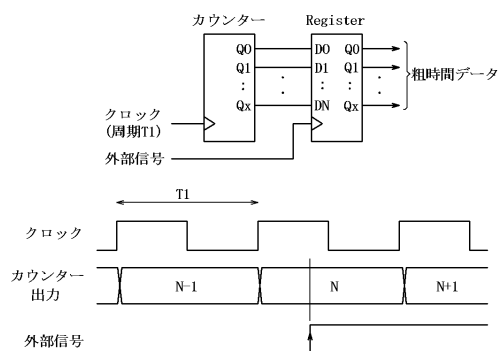 カウンター
Register
Q0
Q1
:
Qx
D0
D1
:
DN
Q0
Q1
:
Qx
粗時間データ
クロック
(周期T1)
外部信号
T1
クロック
カウンター
出力
N-1
N
N+1
外部信号